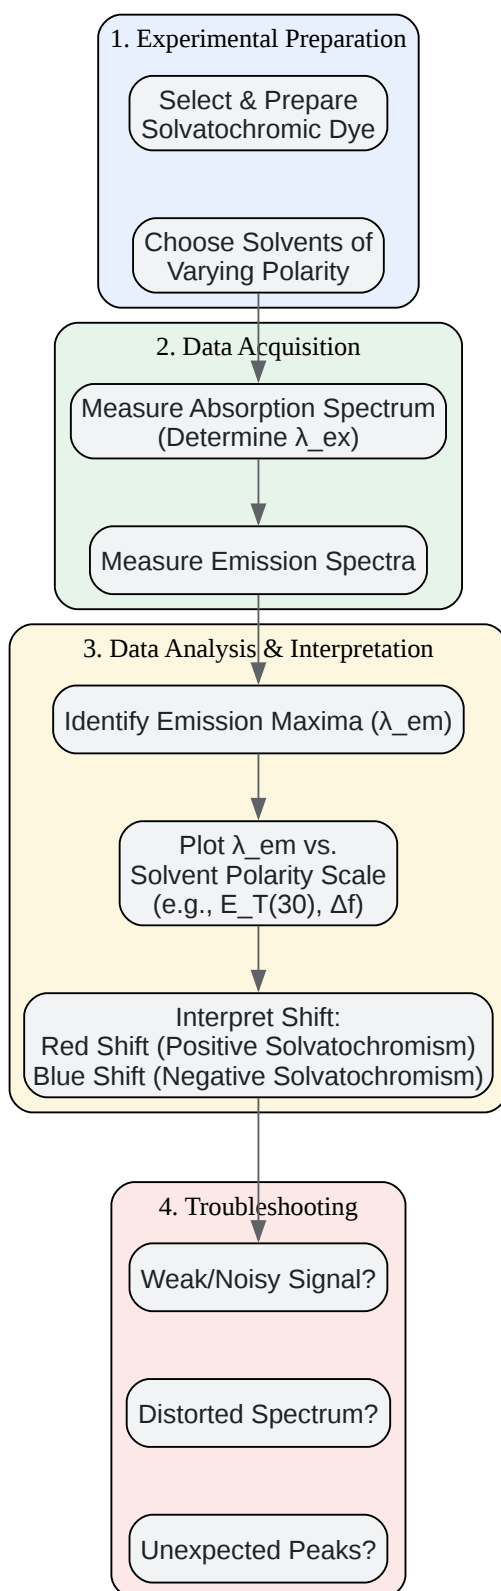 1. Experimental Preparation
Select & Prepare
Solvatochromic Dye
Choose Solvents of
Varying Polarity
2. Data Acquisition
Measure Absorption Spectrum
(Determine λ_ex)
Measure Emission Spectra
3. Data Analysis & Interpretation
Identify Emission Maxima (λ_em)
Plot λ_em vs.
Solvent Polarity Scale
(e.g., E_T(30), Δf)
Interpret Shift:
Red Shift (Positive Solvatochromism)
Blue Shift (Negative Solvatochromism)
4. Troubleshooting
Weak/Noisy Signal?
Distorted Spectrum?
Unexpected Peaks?